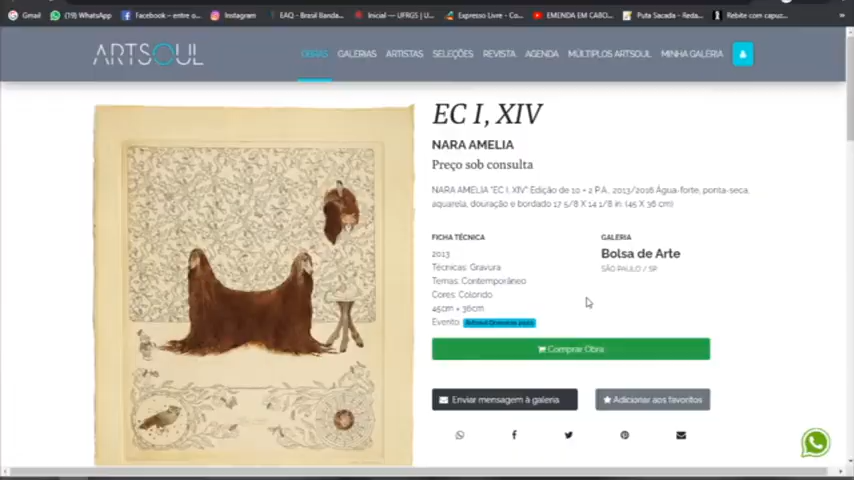 Gmail
(19) WhatsApp
Facebook – entre o...
Instagram
EAQ - Brasil Banda...
Inicial — UFRGS | U...
Expresso Livre - Co...
EMENDA EM CABO...
Puta Sacada - Reda...
Rebite com capuz...
ARTSOUL
OBRAS
GALERIAS
ARTISTAS
SELEÇÕES
REVISTA
AGENDA
MÚLTIPLOS ARTSOUL
MINHA GALERIA
EC I, XIV
NARA AMELIA
Preço sob consulta
NARA AMELIA "EC I, XIV" Edição de 10 + 2 P.A., 2013/2016 Água-forte, ponta-seca,
aquarela, douração e bordado 17 5/8 X 14 1/8 in. (45 X 36 cm)
FICHA TÉCNICA
GALERIA
2013
Bolsa de Arte
Técnicas: Gravura
SÃO PAULO / SP
Temas: Contemporâneo
Cores: Colorido
45cm × 36cm
Evento:
Comprar Obra
Enviar mensagem à galeria
Adicionar aos favoritos